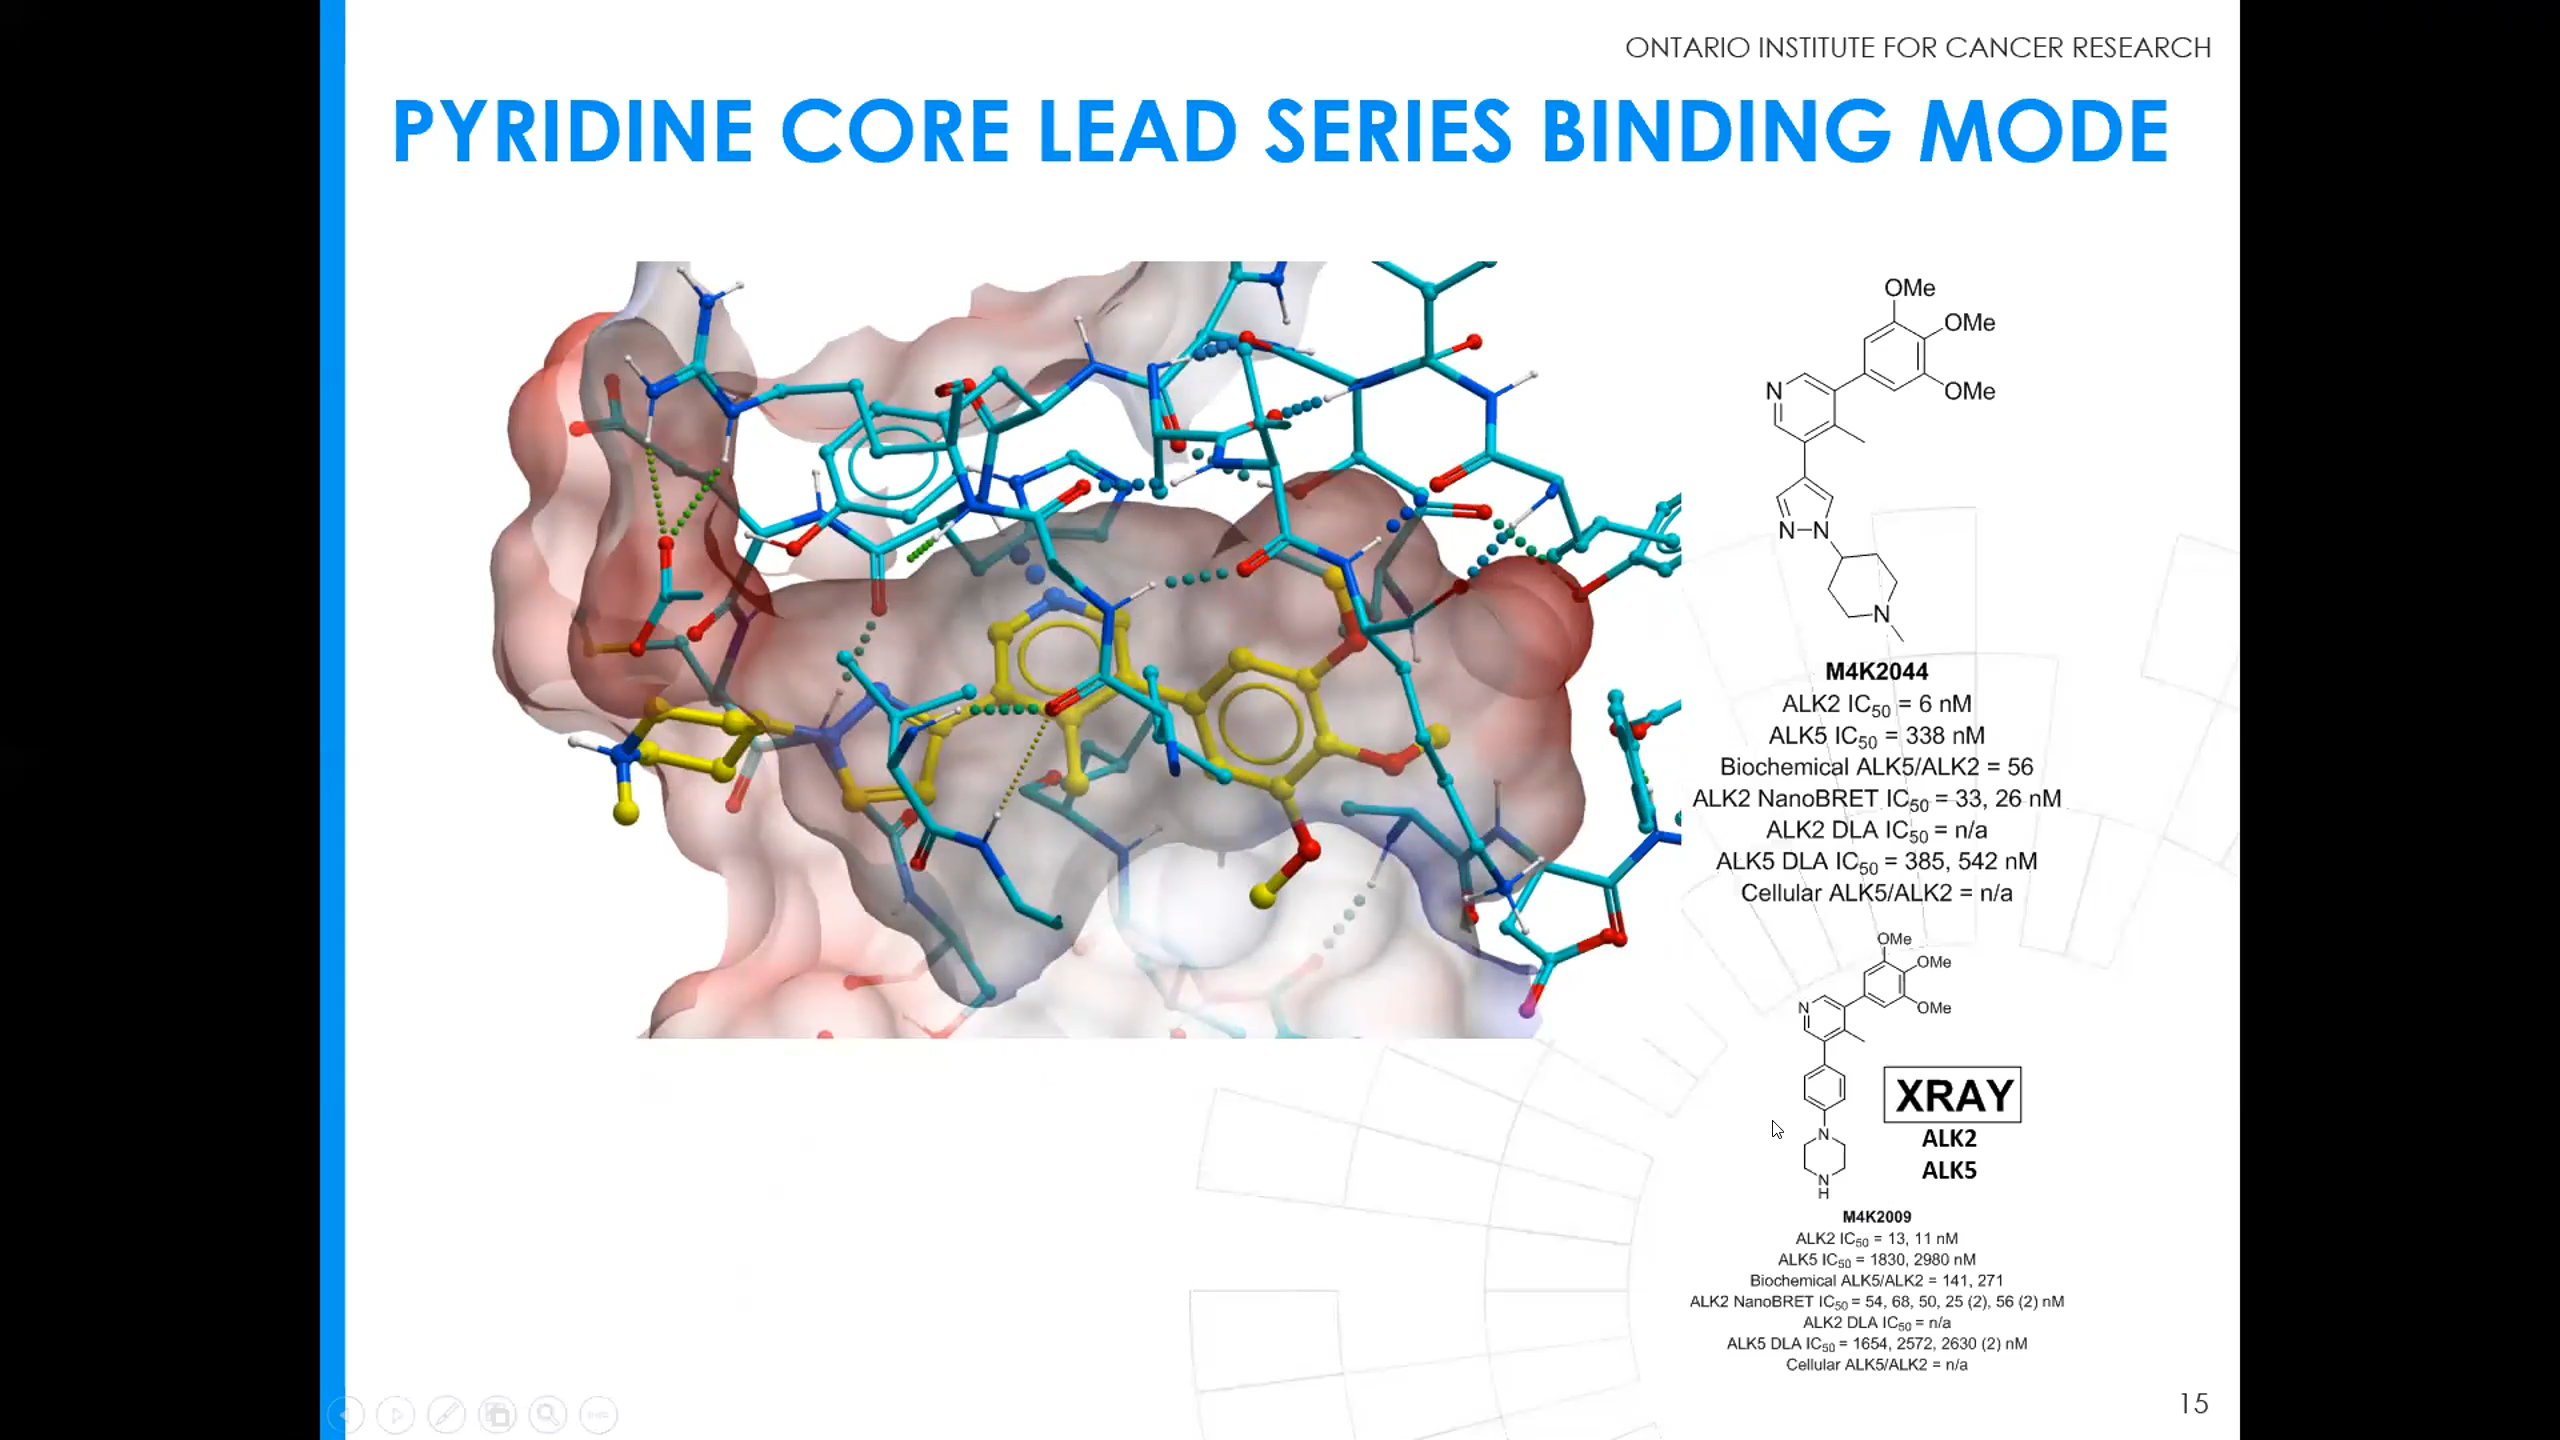 ONTARIO INSTITUTE FOR CANCER RESEARCH
PYRIDINE CORE LEAD SERIES BINDING MODE
OMe
OMe
N
OMe
N
N
N
M4K2044
ALK2 IC50 = 6 nM
ALK5 IC50 = 338 nM
Biochemical ALK5/ALK2 = 56
ALK2 NanoBRET IC50 = 33, 26 nM
ALK2 DLA IC50 = n/a
ALK5 DLA IC50 = 385, 542 nM
Cellular ALK5/ALK2 = n/a
OMe
OMe
N
OMe
XRAY
N
ALK2
ALK5
N
H
M4K2009
ALK2 IC50 = 13, 11 nM
ALK5 IC50 = 1830, 2980 nM
Biochemical ALK5/ALK2 = 141, 271
ALK2 NanoBRET IC50 = 54, 68, 50, 25 (2), 56 (2) nM
ALK2 DLA IC50 = n/a
ALK5 DLA IC50 = 1654, 2572, 2630 (2) nM
Cellular ALK5/ALK2 = n/a
15